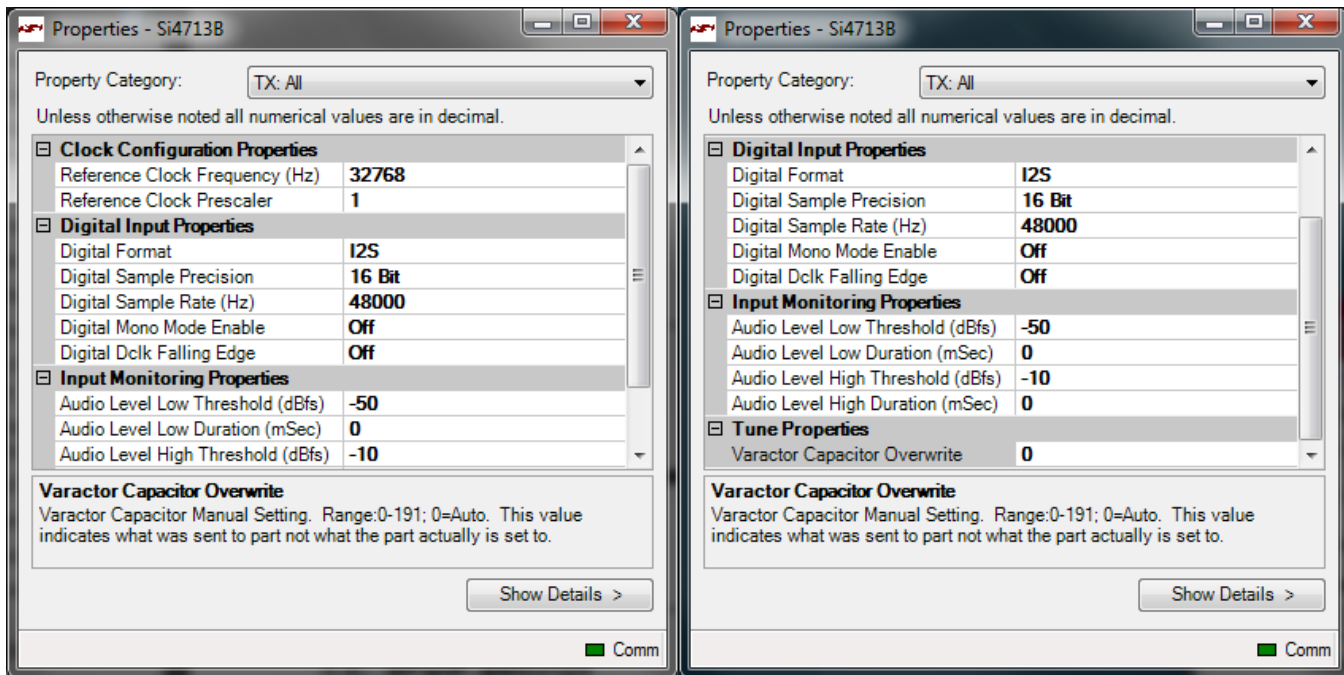 Properties - Si4713B
Property Category: TX: All
Unless otherwise noted all numerical values are in decimal.
Clock Configuration Properties
Reference Clock Frequency (Hz) 32768
Reference Clock Prescaler 1
Digital Input Properties
Digital Format I2S
Digital Sample Precision 16 Bit
Digital Sample Rate (Hz) 48000
Digital Mono Mode Enable Off
Digital Dclk Falling Edge Off
Input Monitoring Properties
Audio Level Low Threshold (dBfs) -50
Audio Level Low Duration (mSec) 0
Audio Level High Threshold (dBfs) -10
Varactor Capacitor Overwrite
Varactor Capacitor Manual Setting. Range:0-191; 0=Auto. This value
indicates what was sent to part not what the part actually is set to.
Show Details >
Comm
Properties - Si4713B
Property Category: TX: All
Unless otherwise noted all numerical values are in decimal.
Digital Input Properties
Digital Format I2S
Digital Sample Precision 16 Bit
Digital Sample Rate (Hz) 48000
Digital Mono Mode Enable Off
Digital Dclk Falling Edge Off
Input Monitoring Properties
Audio Level Low Threshold (dBfs) -50
Audio Level Low Duration (mSec) 0
Audio Level High Threshold (dBfs) -10
Audio Level High Duration (mSec) 0
Tune Properties
Varactor Capacitor Overwrite 0
Varactor Capacitor Overwrite
Varactor Capacitor Manual Setting. Range:0-191; 0=Auto. This value
indicates what was sent to part not what the part actually is set to.
Show Details >
Comm